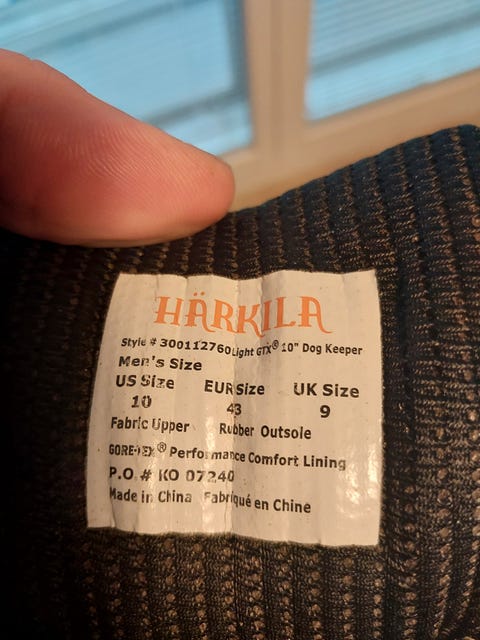 HÄRKILA
Style # 300112760 Light GTX® 10" Dog Keeper
Men's Size
US Size EUR Size UK Size
10 43 9
Fabric Upper Rubber Outsole
GORE-TEX® Performance Comfort Lining
P.O. # KO 07240
Made in China Fabriqué en Chine